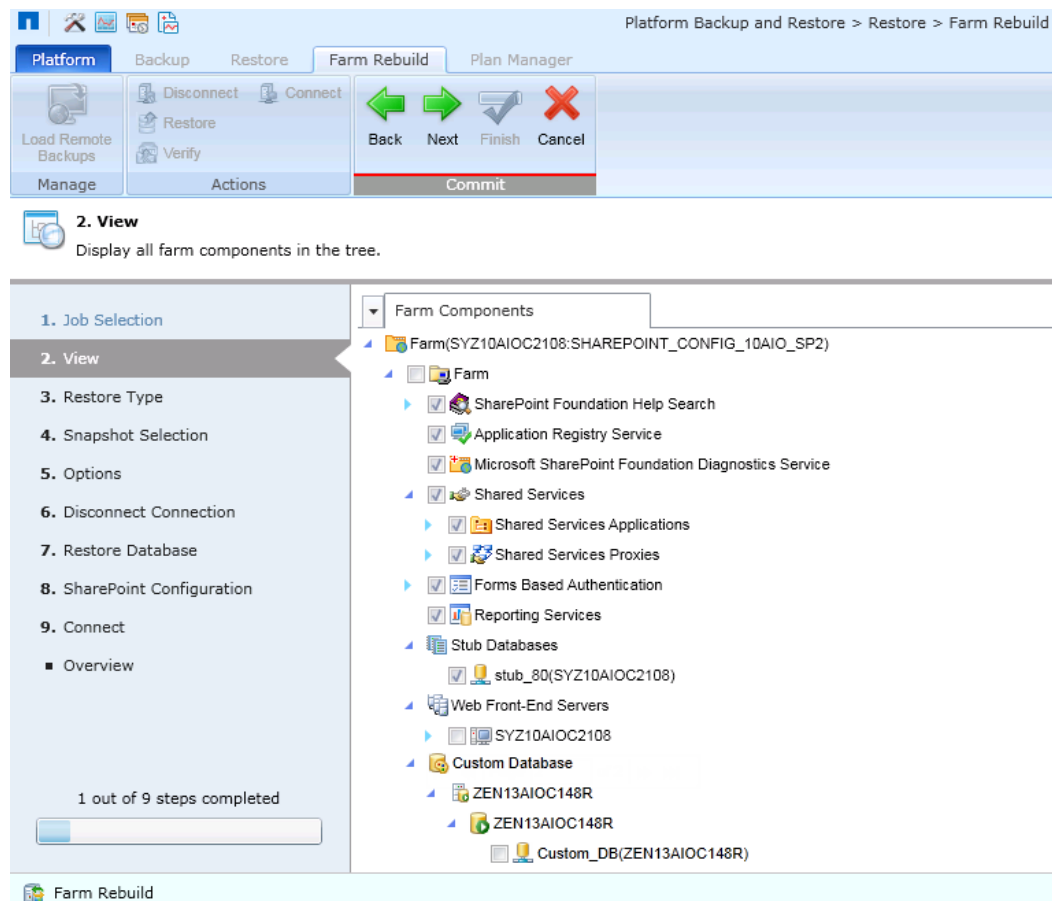 Platform Backup and Restore > Restore > Farm Rebuild
Platform Backup Restore Farm Rebuild Plan Manager
Load Remote Backups
Disconnect Connect
Restore
Verify
Back Next Finish Cancel
Manage Actions Commit
2. View
Display all farm components in the tree.
1. Job Selection
2. View
3. Restore Type
4. Snapshot Selection
5. Options
6. Disconnect Connection
7. Restore Database
8. SharePoint Configuration
9. Connect
■ Overview
1 out of 9 steps completed
Farm Components
Farm(SYZ10AIOC2108:SHAREPOINT_CONFIG_10AIO_SP2)
Farm
SharePoint Foundation Help Search
Application Registry Service
Microsoft SharePoint Foundation Diagnostics Service
Shared Services
Shared Services Applications
Shared Services Proxies
Forms Based Authentication
Reporting Services
Stub Databases
stub_80(SYZ10AIOC2108)
Web Front-End Servers
SYZ10AIOC2108
Custom Database
ZEN13AIOC148R
ZEN13AIOC148R
Custom_DB(ZEN13AIOC148R)
Farm Rebuild